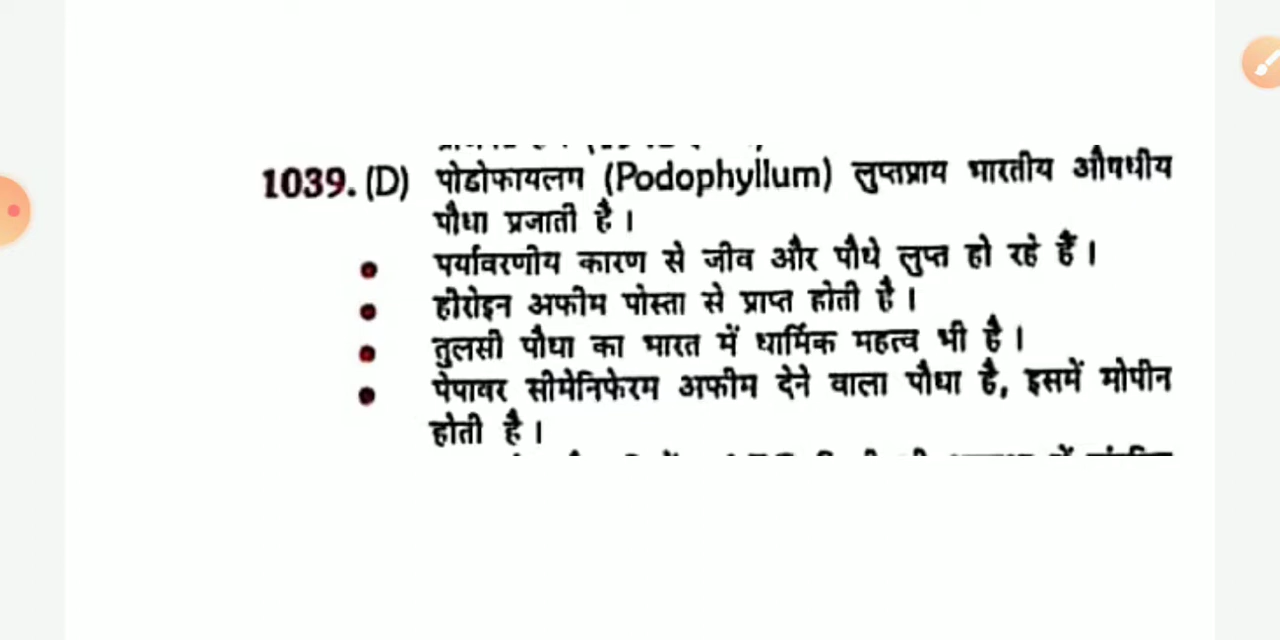 1039. (D) पोडोफायलम (Podophyllum) लुप्तप्राय भारतीय औषधीय
पौधा प्रजाती है ।
● पर्यावरणीय कारण से जीव और पौधे लुप्त हो रहे हैं ।
● हीरोइन अफीम पोस्ता से प्राप्त होती है ।
● तुलसी पौधा का भारत में धार्मिक महत्व भी है ।
● पेपावर सीमेनिफेरम अफीम देने वाला पौधा है, इसमें मोपीन
होती है ।